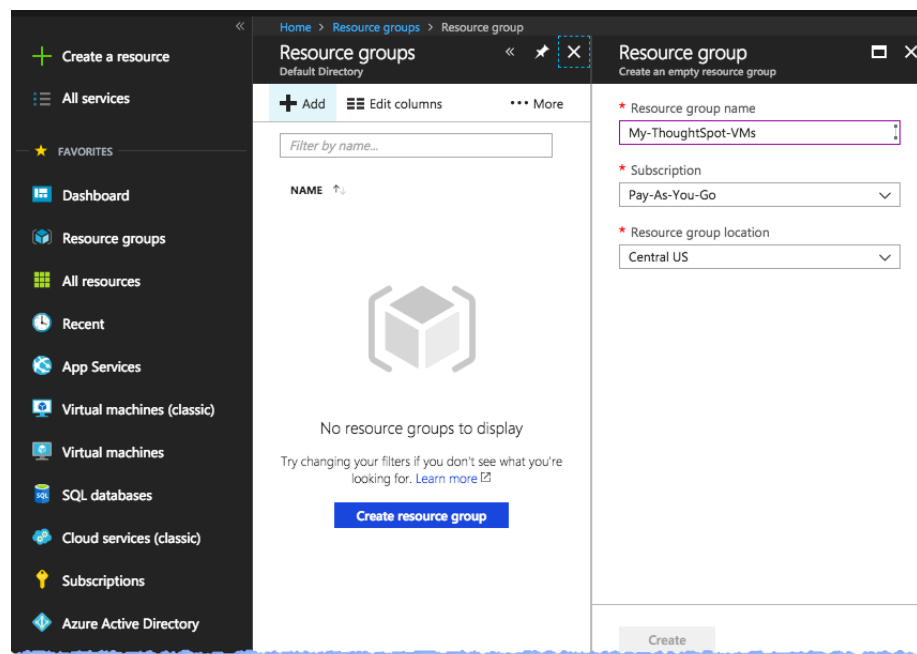 «
Create a resource
All services
FAVORITES
Dashboard
Resource groups
All resources
Recent
App Services
Virtual machines (classic)
Virtual machines
SQL databases
Cloud services (classic)
Subscriptions
Azure Active Directory
Home > Resource groups > Resource group
Resource groups
Default Directory
«
Add
Edit columns
••• More
Filter by name...
NAME ↑↓
No resource groups to display
Try changing your filters if you don't see what you're
looking for. Learn more
Create resource group
Resource group
Create an empty resource group
* Resource group name
My-ThoughtSpot-VMs
* Subscription
Pay-As-You-Go
* Resource group location
Central US
Create
SQL